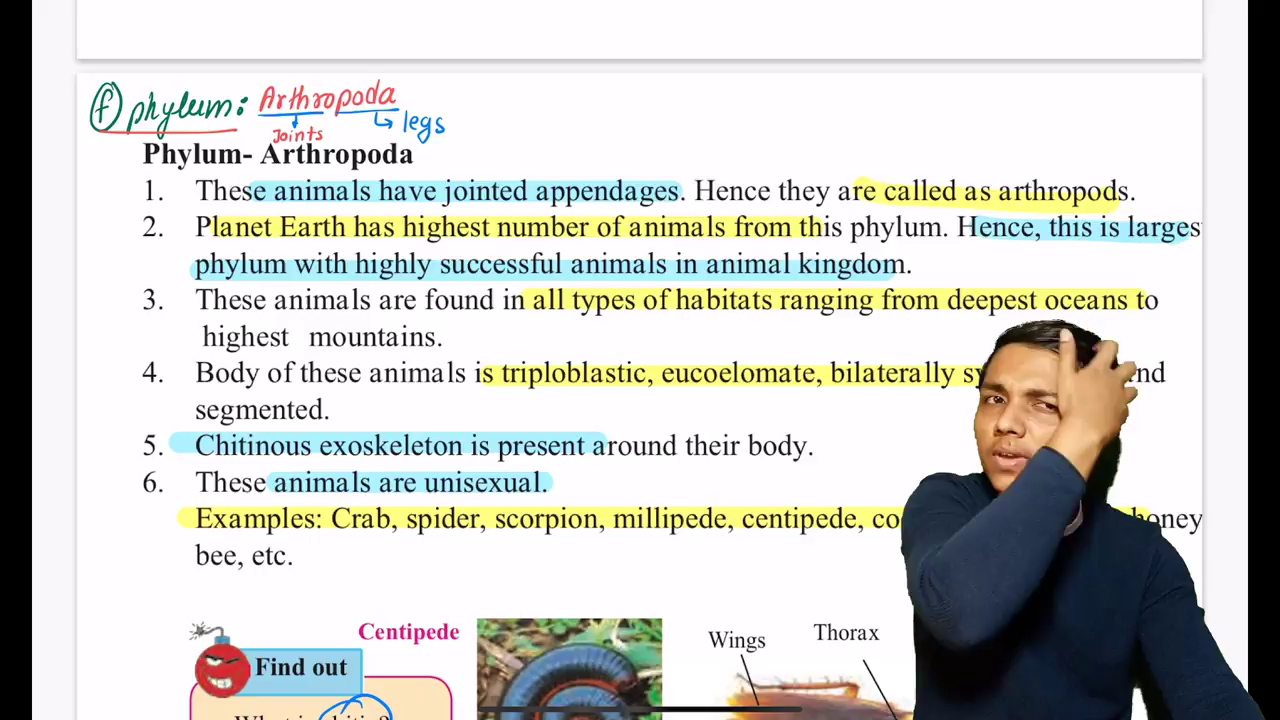 (f) phylum: Arthropoda
Joints
legs
Phylum- Arthropoda
1. These animals have jointed appendages. Hence they are called as arthropods.
2. Planet Earth has highest number of animals from this phylum. Hence, this is larges
phylum with highly successful animals in animal kingdom.
3. These animals are found in all types of habitats ranging from deepest oceans to
highest mountains.
4. Body of these animals is triploblastic, eucoelomate, bilaterally
segmented.
5. Chitinous exoskeleton is present around their body.
6. These animals are unisexual.
Examples: Crab, spider, scorpion, millipede, centipede, honey
bee, etc.
Centipede
Wings
Thorax
Find out